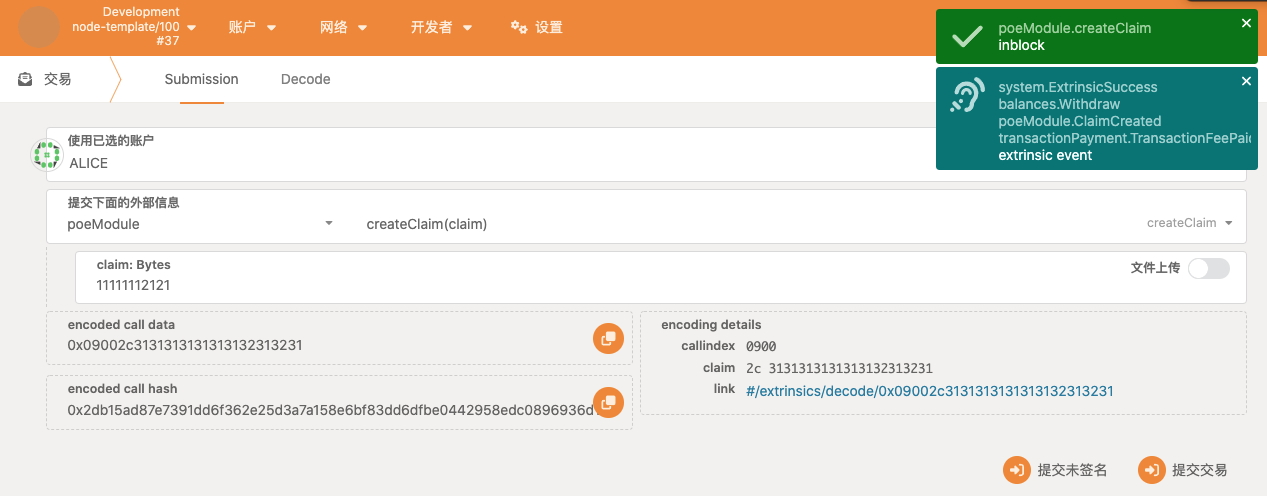 Development
node-template/100
#37
账户
网络
开发者
设置
poeModule.createClaim
inblock
system.ExtrinsicSuccess
balances.Withdraw
poeModule.ClaimCreated
transactionPayment.TransactionFeePaid
extrinsic event
交易
Submission
Decode
使用已选的账户
ALICE
提交下面的外部信息
poeModule
createClaim(claim)
createClaim
claim: Bytes
11111112121
文件上传
encoded call data
0x09002c3131313131313132313231
encoded call hash
0x2db15ad87e7391dd6f362e25d3a7a158e6bf83dd6dfbe0442958edc0896936d
encoding details
callindex 0900
claim 2c 3131313131313132313231
link #/extrinsics/decode/0x09002c3131313131313132313231
提交未签名
提交交易